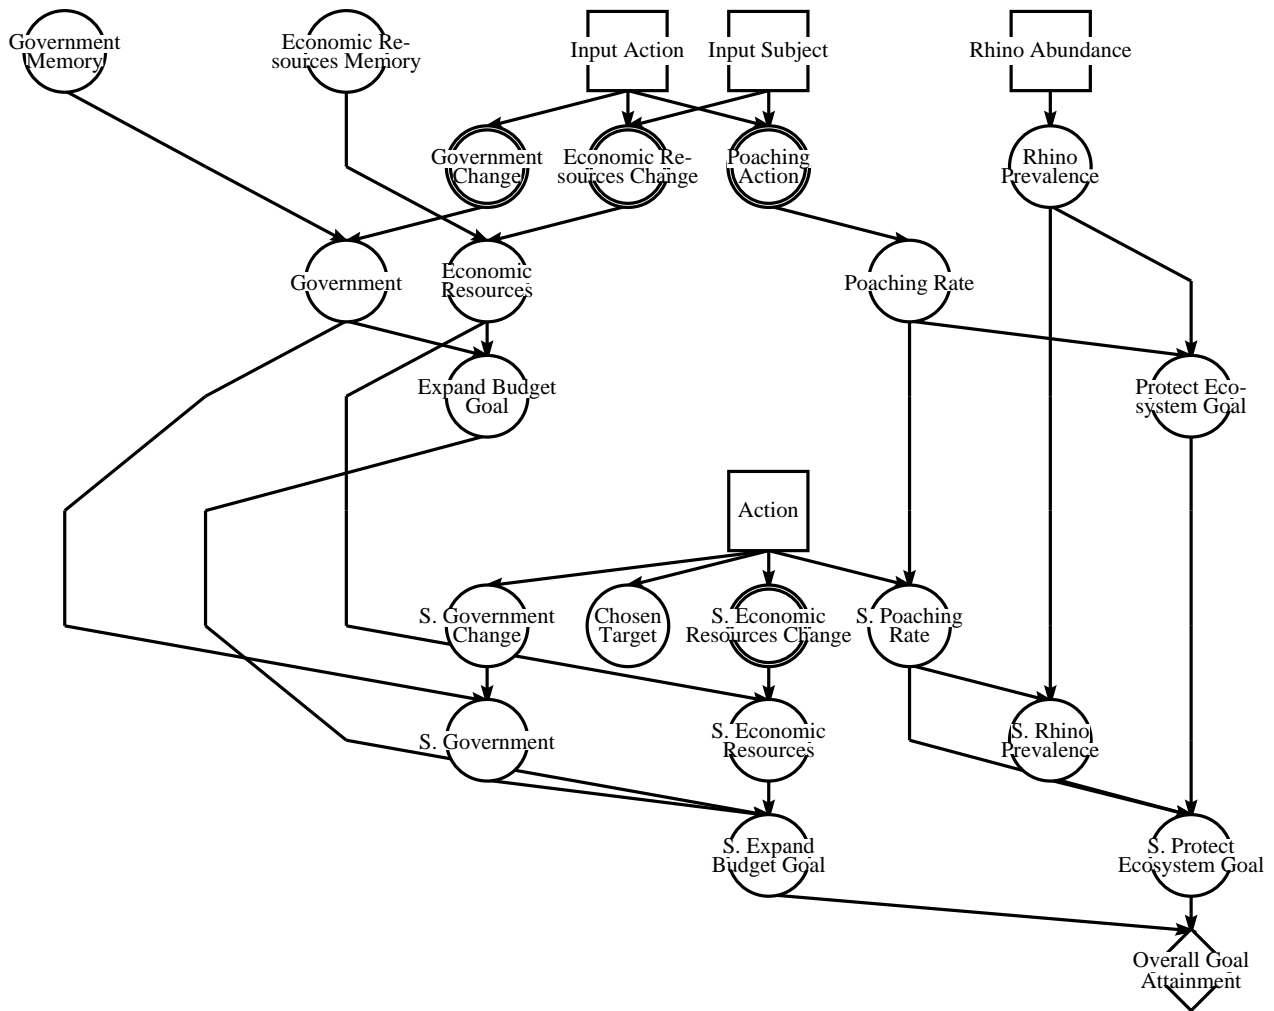 Government
Memory
Economic Re-
sources Memory
Input Action
Input Subject
Rhino Abundance
Government
Change
Economic Re-
sources Change
Poaching
Action
Rhino
Prevalence
Government
Economic
Resources
Poaching Rate
Expand Budget
Goal
Protect Eco-
system Goal
Action
S. Government
Change
Chosen
Target
S. Economic
Resources Change
S. Poaching
Rate
S. Government
S. Economic
Resources
S. Rhino
Prevalence
S. Expand
Budget Goal
S. Protect
Ecosystem Goal
Overall Goal
Attainment